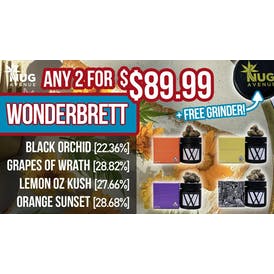 NUG
AVENUE
ANY 2 FOR $$89.99
NUG
AVENUE
WONDERBRETT
+ FREE GRINDER!
BLACK ORCHID [22.36%]
GRAPES OF WRATH [28.82%]
LEMON OZ KUSH [27.66%]
ORANGE SUNSET [28.68%]
W
W
W
W